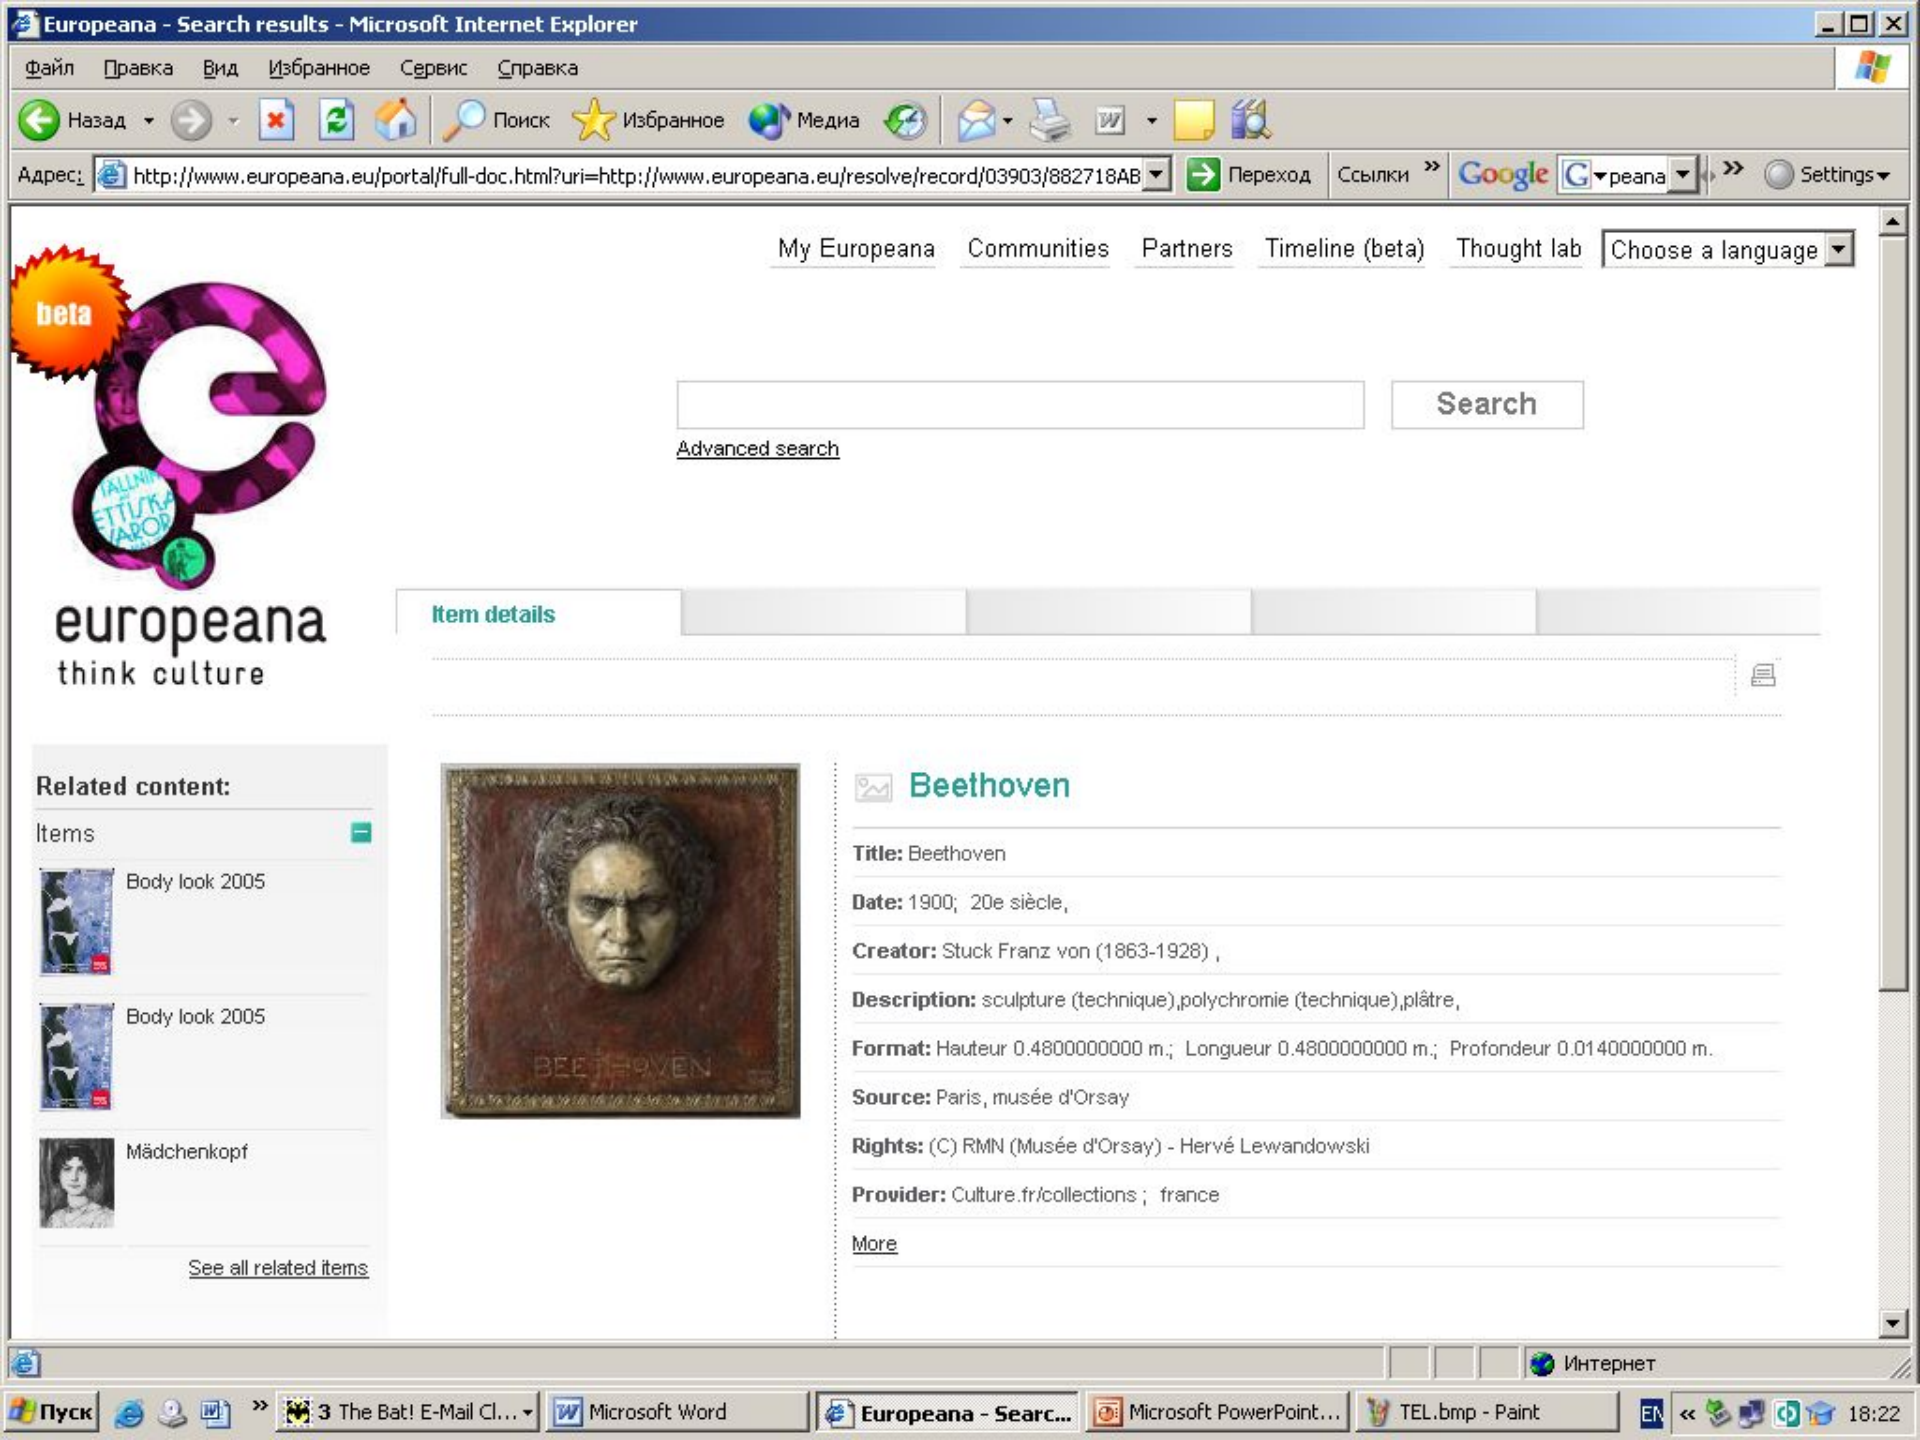 Europeana - Search results - Microsoft Internet Explorer
Файл Правка Вид Избранное Сервис Справка
Назад Поиск Избранное Медиа
Адрес: http://www.europeana.eu/portal/full-doc.html?uri=http://www.europeana.eu/resolve/record/03903/882718AB Переход Ссылки » Google G peana » Settings
My Europeana Communities Partners Timeline (beta) Thought lab Choose a language
beta
Search
Advanced search
ETTISKA
VAROR
europeana
think culture
Item details
Related content:
Items
Body look 2005
Body look 2005
Mädchenkopf
See all related items
BEETHOVEN
Beethoven
Title: Beethoven
Date: 1900; 20e siècle,
Creator: Stuck Franz von (1863-1928) ,
Description: sculpture (technique),polychromie (technique),plâtre,
Format: Hauteur 0.4800000000 m.; Longueur 0.4800000000 m.; Profondeur 0.0140000000 m.
Source: Paris, musée d'Orsay
Rights: (C) RMN (Musée d'Orsay) - Hervé Lewandowski
Provider: Culture.fr/collections ; france
More
Интернет
Пуск » 3 The Bat! E-Mail Cl... Microsoft Word Europeana - Searc... Microsoft PowerPoint... TEL.bmp - Paint EN « 18:22